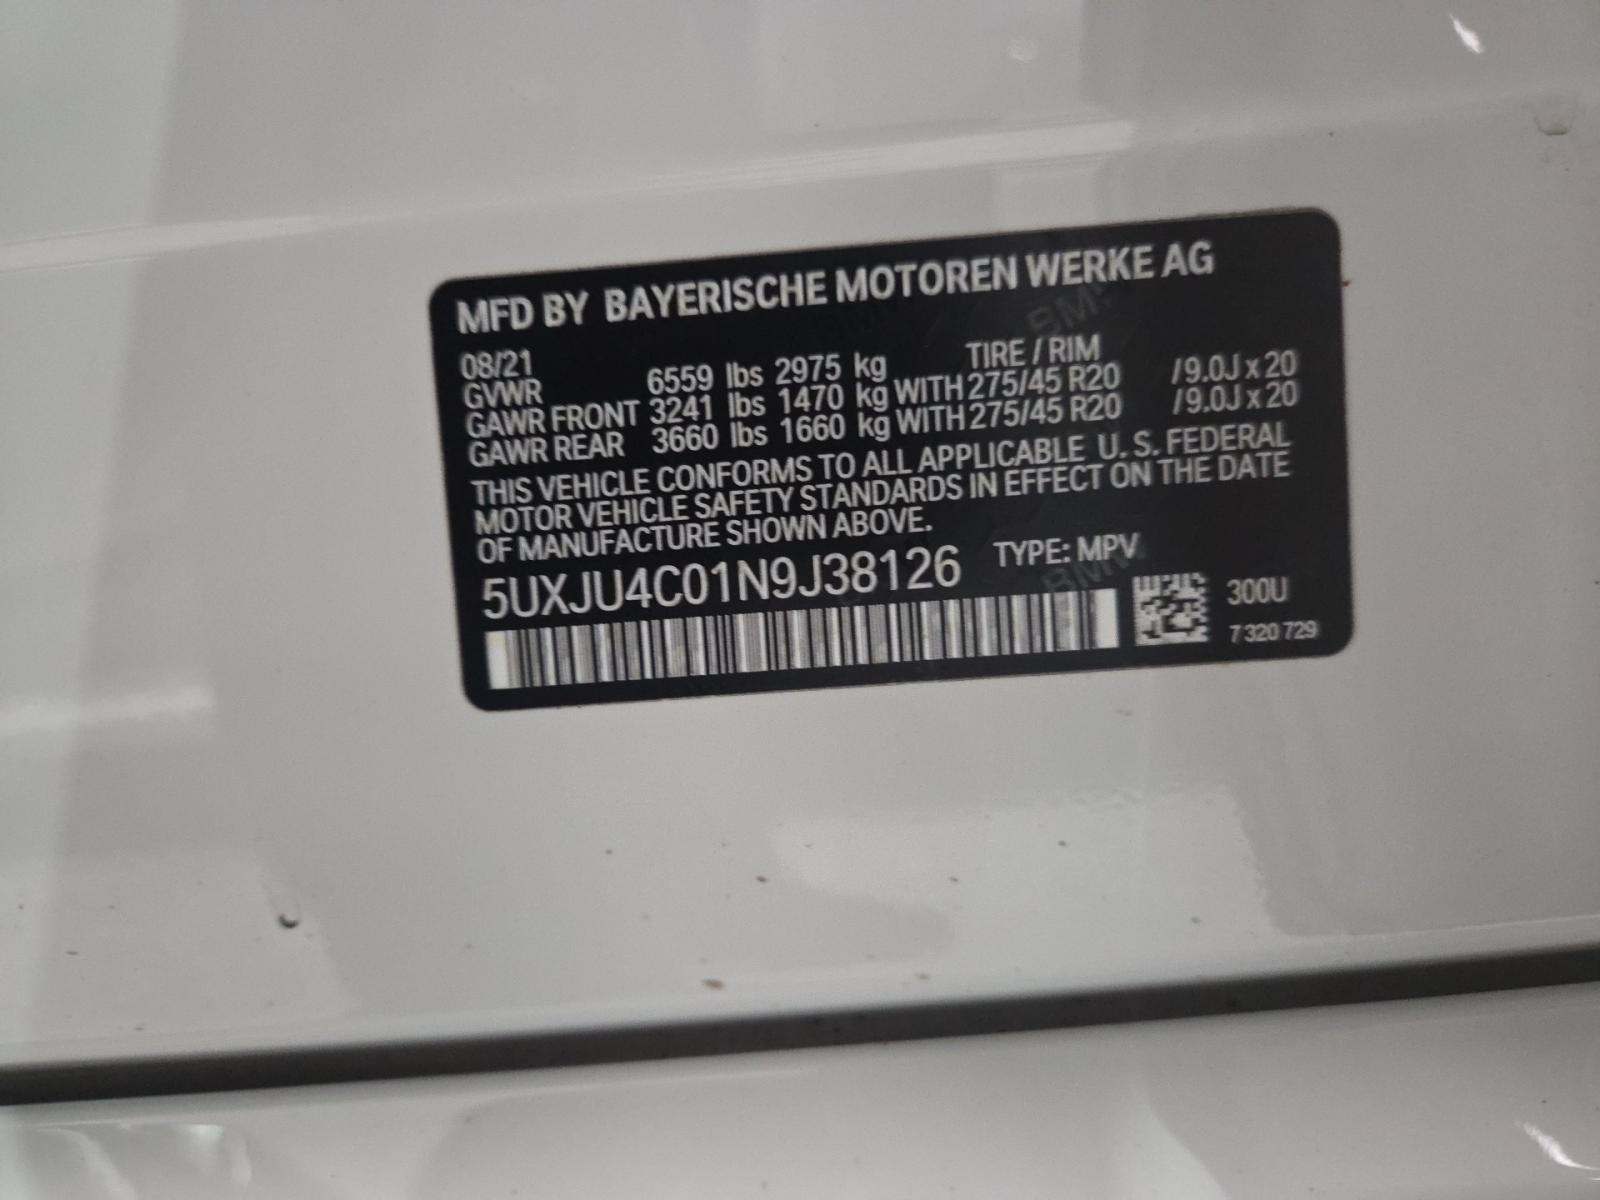 MFD BY BAYERISCHE MOTOREN WERKE AG
08/21 TIRE / RIM
GVWR 6559 lbs 2975 kg
GAWR FRONT 3241 lbs 1470 kg WITH 275/45 R20 /9.0J x 20
GAWR REAR 3660 lbs 1660 kg WITH 275/45 R20 /9.0J x 20
THIS VEHICLE CONFORMS TO ALL APPLICABLE U. S. FEDERAL
MOTOR VEHICLE SAFETY STANDARDS IN EFFECT ON THE DATE
OF MANUFACTURE SHOWN ABOVE.
5UXJU4C01N9J38126 TYPE: MPV
300U
7 320 729